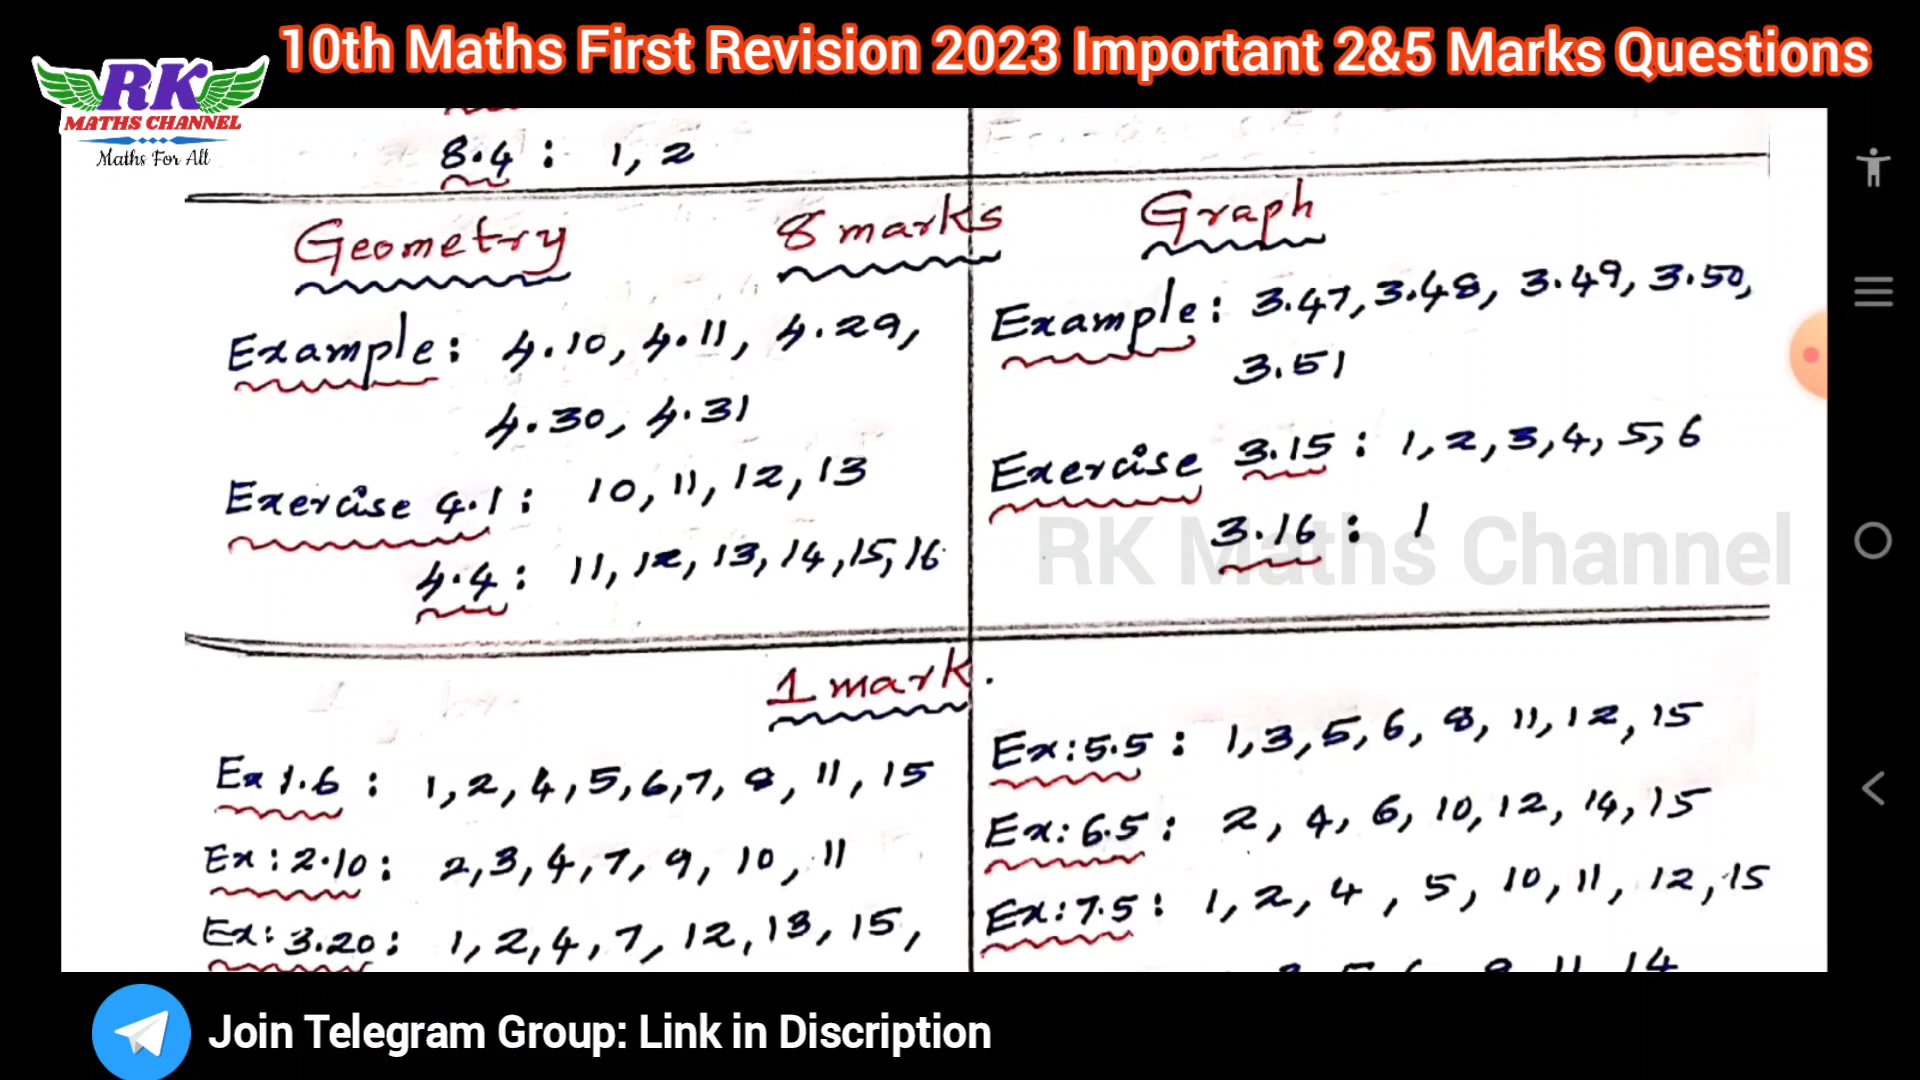 10th Maths First Revision 2023 Important 2&5 Marks Questions
RK
MATHS CHANNEL
Maths For All
8.4 : 1, 2
8 marks
Geometry
Example : 4.10, 4.11, 4.29,
4.30, 4.31
Exercise 4.1 : 10, 11, 12, 13
4.4 : 11, 12, 13, 14, 15, 16
Graph
Example : 3.47, 3.48, 3.49, 3.50,
3.51
Exercise 3.15 : 1, 2, 3, 4, 5, 6
3.16 : 1
RK Maths Channel
1 mark.
Ex 1.6 : 1, 2, 4, 5, 6, 7, 8, 11, 15
Ex : 2.10 : 2, 3, 4, 7, 9, 10, 11
Ex : 3.20 : 1, 2, 4, 7, 12, 13, 15,
Ex : 5.5 : 1, 3, 5, 6, 8, 11, 12, 15
Ex : 6.5 : 2, 4, 6, 10, 12, 14, 15
Ex : 7.5 : 1, 2, 4, 5, 10, 11, 12, 15
Join Telegram Group: Link in Discription